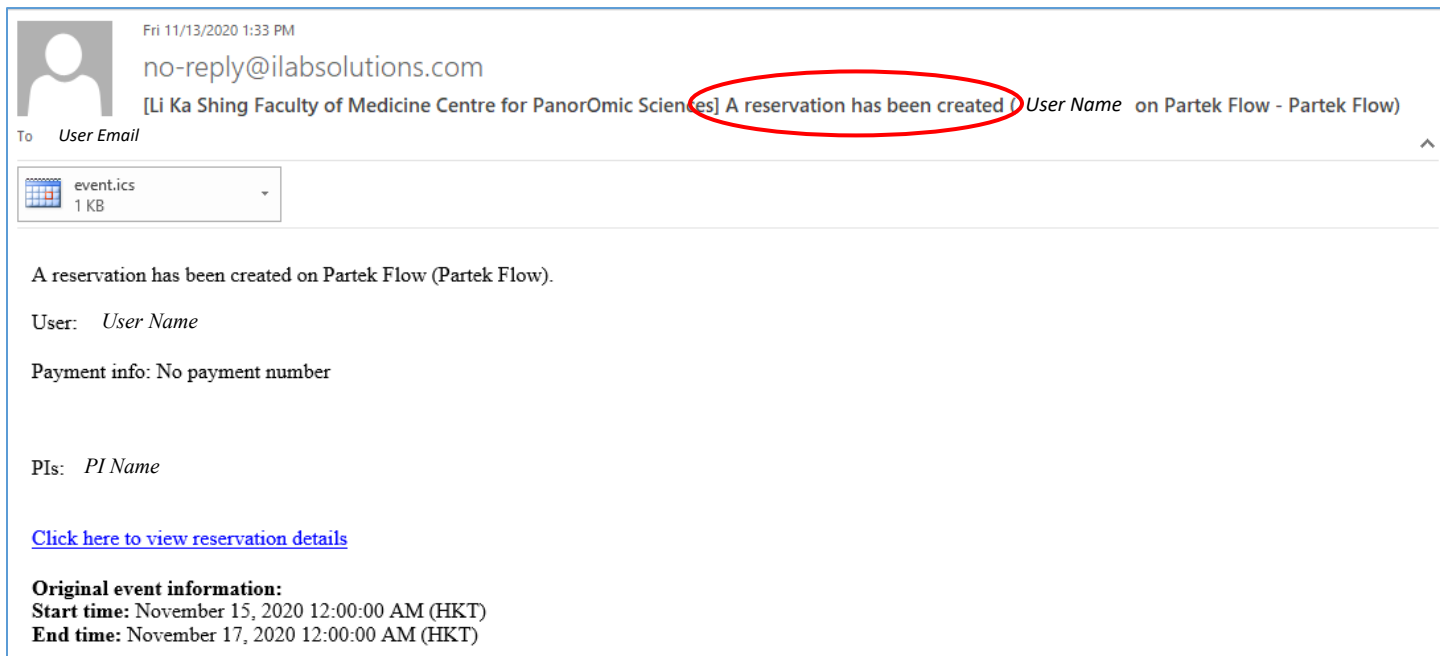 Fri 11/13/2020 1:33 PM
no-reply@ilabsolutions.com
[Li Ka Shing Faculty of Medicine Centre for PanorOmic Sciences] A reservation has been created ( User Name on Partek Flow - Partek Flow)
To User Email
event.ics
1 KB
A reservation has been created on Partek Flow (Partek Flow).
User: User Name
Payment info: No payment number
PIs: PI Name
Click here to view reservation details
Original event information:
Start time: November 15, 2020 12:00:00 AM (HKT)
End time: November 17, 2020 12:00:00 AM (HKT)